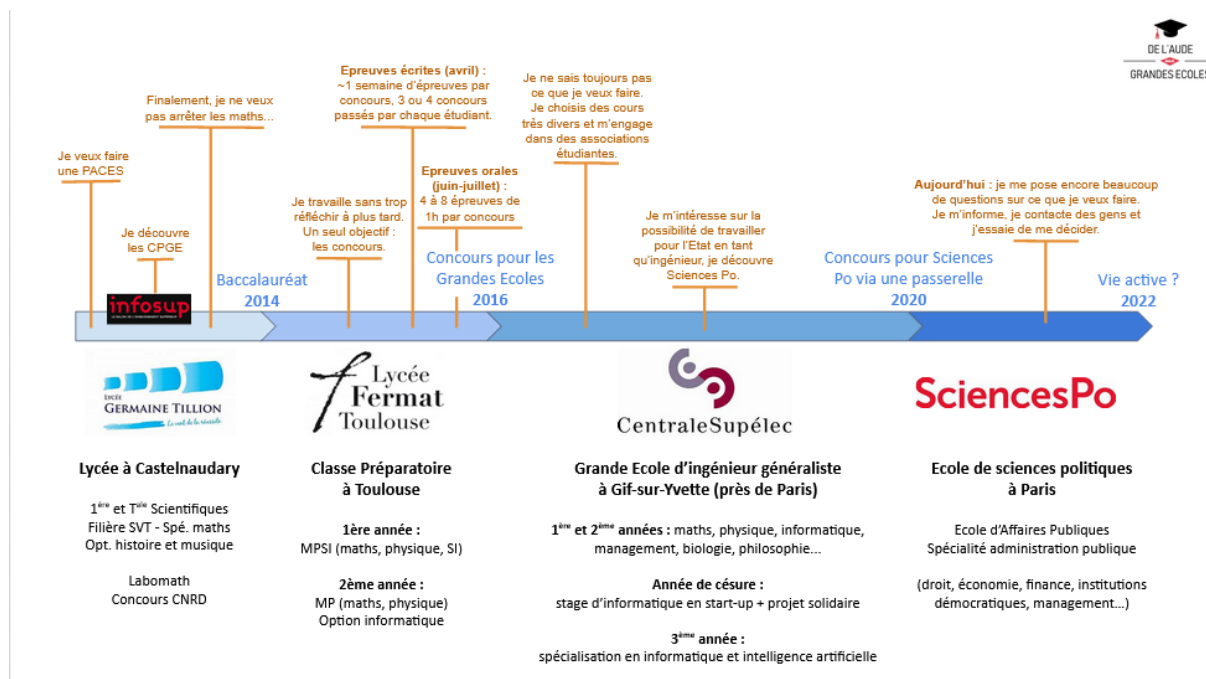 DE L'AUDE
AUX
GRANDES ECOLES
Je veux faire
une PACES
Je découvre
les CPGE
Finalement, je ne veux
pas arrêter les maths...
Je travaille sans trop
réfléchir à plus tard.
Un seul objectif :
les concours.
Epreuves écrites (avril) :
~1 semaine d'épreuves par
concours, 3 ou 4 concours
passés par chaque étudiant.
Epreuves orales
(juin-juillet) :
4 à 8 épreuves de
1h par concours
Je ne sais toujours pas
ce que je veux faire.
Je choisis des cours
très divers et m'engage
dans des associations
étudiantes.
Je m'intéresse sur la
possibilité de travailler
pour l'Etat en tant
qu'ingénieur, je découvre
Sciences Po.
Aujourd'hui : je me pose encore beaucoup
de questions sur ce que je veux faire.
Je m'informe, je contacte des gens et
j'essaie de me décider.
Baccalauréat
2014
Concours pour les
Grandes Ecoles
2016
Concours pour Sciences
Po via une passerelle
2020
Vie active ?
2022
infosup
LYCÉE
GERMAINE TILLION
Le vent de la réussite
Lycée
Fermat
Toulouse
CentraleSupélec
SciencesPo
Lycée à Castelnaudary
1ère et Tale Scientifiques
Filière SVT - Spé. maths
Opt. histoire et musique
Labomath
Concours CNRD
Classe Préparatoire
à Toulouse
1ère année :
MPSI (maths, physique, SI)
2ème année :
MP (maths, physique)
Option informatique
Grande Ecole d'ingénieur généraliste
à Gif-sur-Yvette (près de Paris)
1ère et 2ème années : maths, physique, informatique,
management, biologie, philosophie...
Année de césure :
stage d'informatique en start-up + projet solidaire
3ème année :
spécialisation en informatique et intelligence artificielle
Ecole de sciences politiques
à Paris
Ecole d'Affaires Publiques
Spécialité administration publique
(droit, économie, finance, institutions
démocratiques, management...)